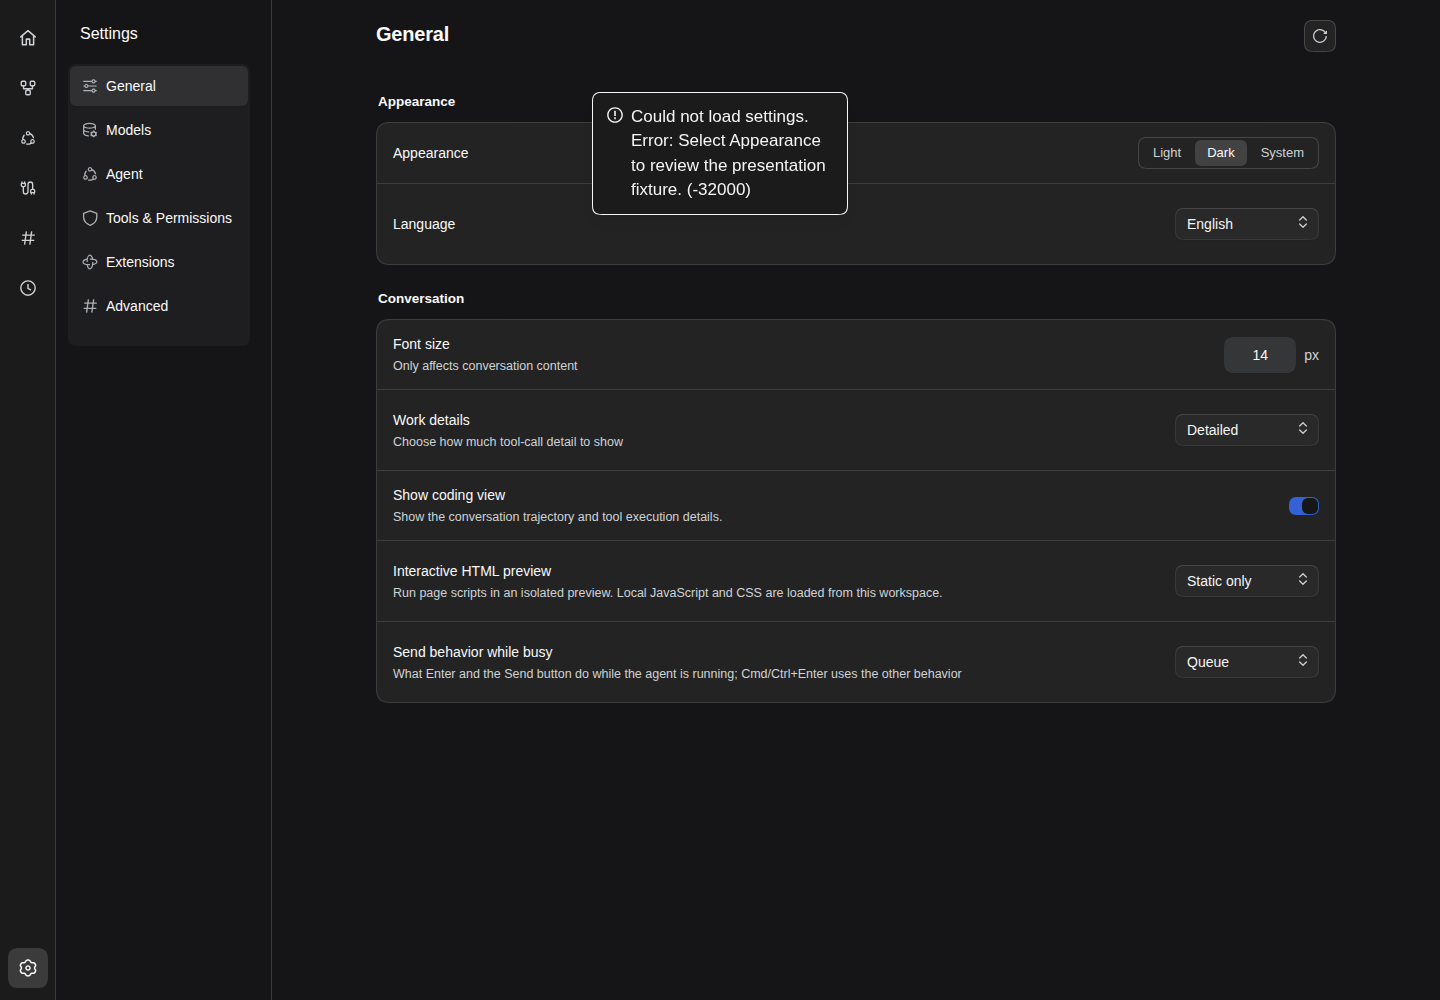 Settings
General
Models
Agent
Tools & Permissions
Extensions
Advanced
General
Appearance
Could not load settings.
Error: Select Appearance
to review the presentation
fixture. (-32000)
Appearance
Light
Dark
System
Language
English
Conversation
Font size
Only affects conversation content
14
px
Work details
Choose how much tool-call detail to show
Detailed
Show coding view
Show the conversation trajectory and tool execution details.
Interactive HTML preview
Run page scripts in an isolated preview. Local JavaScript and CSS are loaded from this workspace.
Static only
Send behavior while busy
What Enter and the Send button do while the agent is running; Cmd/Ctrl+Enter uses the other behavior
Queue